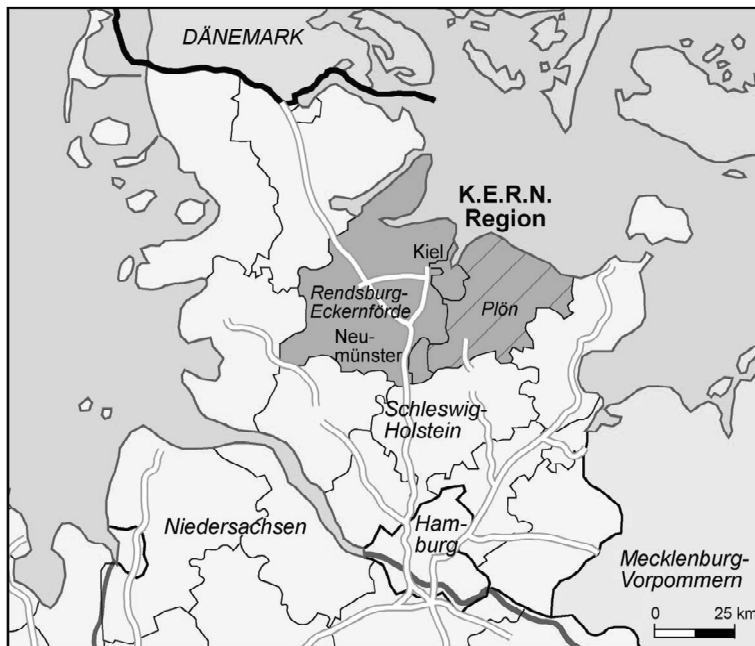 DÄNEMARK
K.E.R.N.
Region
Kiel
Rendsburg-
Eckernförde
Plön
Neu-
münster
Schleswig-
Holstein
Niedersachsen
Ham-
burg
Mecklenburg-
Vorpommern
0 25 km